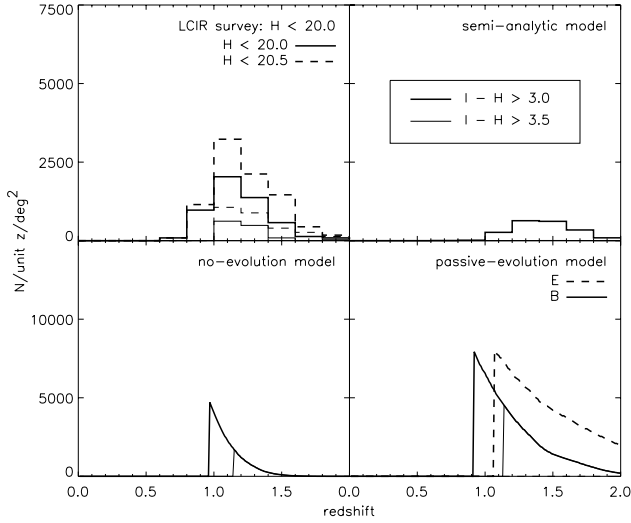 7500
5000
2500
0
LCIR survey: H < 20.0
H < 20.0
H < 20.5
semi-analytic model
I - H > 3.0
I - H > 3.5
N/unit z/deg²
10000
5000
0
no-evolution model
passive-evolution model
E
B
0.0 0.5 1.0 1.5 0.0 0.5 1.0 1.5 2.0
redshift